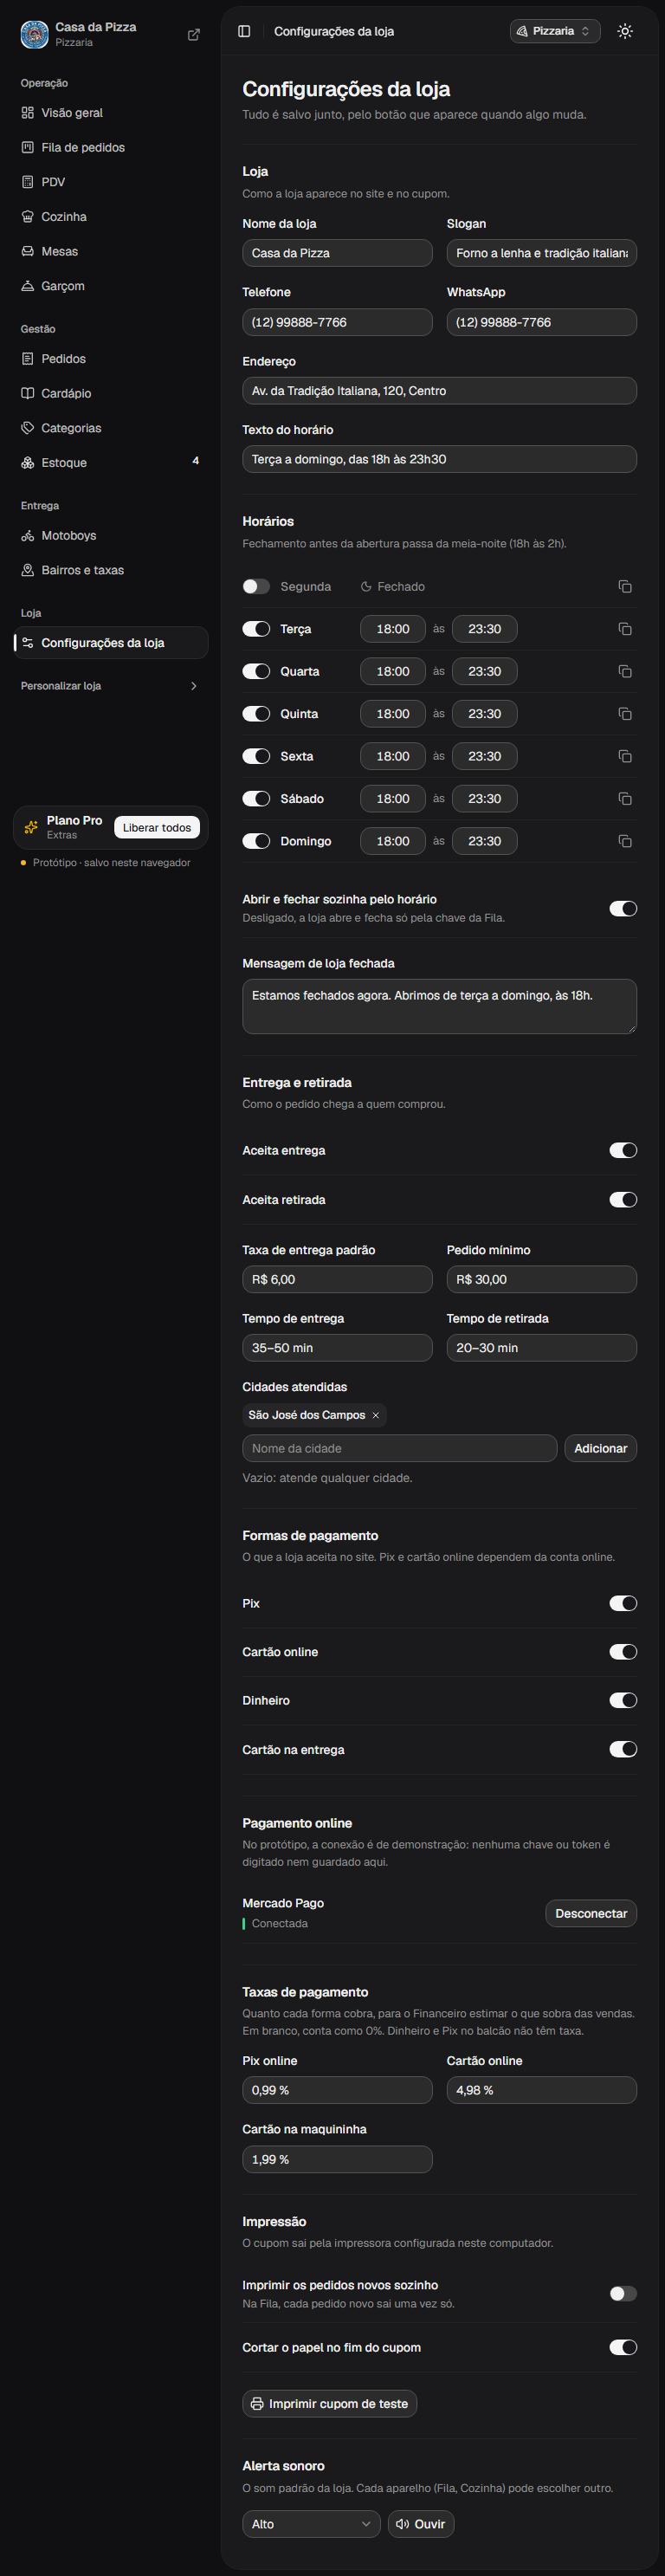 Casa da Pizza
Pizzaria
Operação
Visão geral
Fila de pedidos
PDV
Cozinha
Mesas
Garçom
Gestão
Pedidos
Cardápio
Categorias
Estoque 4
Entrega
Motoboys
Bairros e taxas
Loja
Configurações da loja
Personalizar loja
Plano Pro
Extras
Liberar todos
Protótipo · salvo neste navegador
Configurações da loja
Pizzaria
Configurações da loja
Tudo é salvo junto, pelo botão que aparece quando algo muda.
Loja
Como a loja aparece no site e no cupom.
Nome da loja Slogan
Casa da Pizza Forno a lenha e tradição italiana
Telefone WhatsApp
(12) 99888-7766 (12) 99888-7766
Endereço
Av. da Tradição Italiana, 120, Centro
Texto do horário
Terça a domingo, das 18h às 23h30
Horários
Fechamento antes da abertura passa da meia-noite (18h às 2h).
Segunda Fechado
Terça 18:00 às 23:30
Quarta 18:00 às 23:30
Quinta 18:00 às 23:30
Sexta 18:00 às 23:30
Sábado 18:00 às 23:30
Domingo 18:00 às 23:30
Abrir e fechar sozinha pelo horário
Desligado, a loja abre e fecha só pela chave da Fila.
Mensagem de loja fechada
Estamos fechados agora. Abrimos de terça a domingo, às 18h.
Entrega e retirada
Como o pedido chega a quem comprou.
Aceita entrega
Aceita retirada
Taxa de entrega padrão Pedido mínimo
R$ 6,00 R$ 30,00
Tempo de entrega Tempo de retirada
35–50 min 20–30 min
Cidades atendidas
São José dos Campos
Nome da cidade Adicionar
Vazio: atende qualquer cidade.
Formas de pagamento
O que a loja aceita no site. Pix e cartão online dependem da conta online.
Pix
Cartão online
Dinheiro
Cartão na entrega
Pagamento online
No protótipo, a conexão é de demonstração: nenhuma chave ou token é
digitado nem guardado aqui.
Mercado Pago
Conectada
Desconectar
Taxas de pagamento
Quanto cada forma cobra, para o Financeiro estimar o que sobra das vendas.
Em branco, conta como 0%. Dinheiro e Pix no balcão não têm taxa.
Pix online Cartão online
0,99 % 4,98 %
Cartão na maquininha
1,99 %
Impressão
O cupom sai pela impressora configurada neste computador.
Imprimir os pedidos novos sozinho
Na Fila, cada pedido novo sai uma vez só.
Cortar o papel no fim do cupom
Imprimir cupom de teste
Alerta sonoro
O som padrão da loja. Cada aparelho (Fila, Cozinha) pode escolher outro.
Alto Ouvir